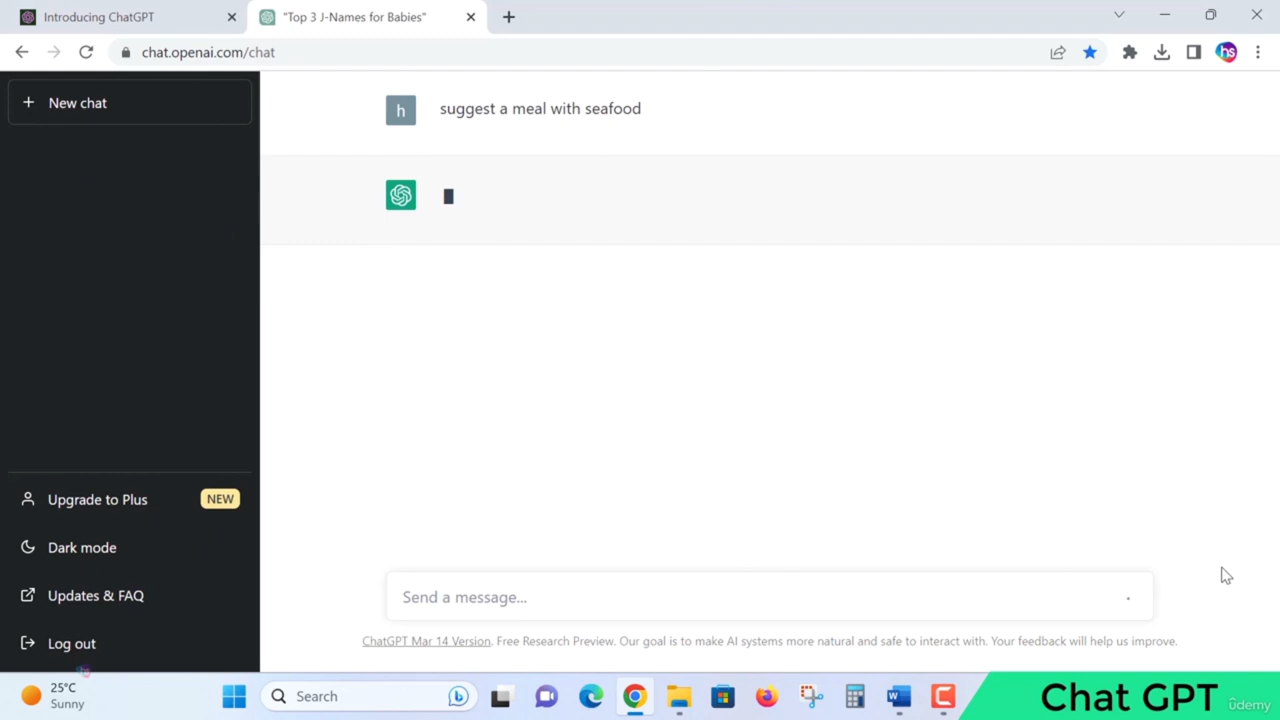 Introducing ChatGPT
"Top 3 J-Names for Babies"
chat.openai.com/chat
hs
New chat
h
suggest a meal with seafood
Upgrade to Plus
NEW
Dark mode
Updates & FAQ
Log out
Send a message...
ChatGPT Mar 14 Version. Free Research Preview. Our goal is to make AI systems more natural and safe to interact with. Your feedback will help us improve.
25°C
Sunny
Search
Chat GPT
ûdemy